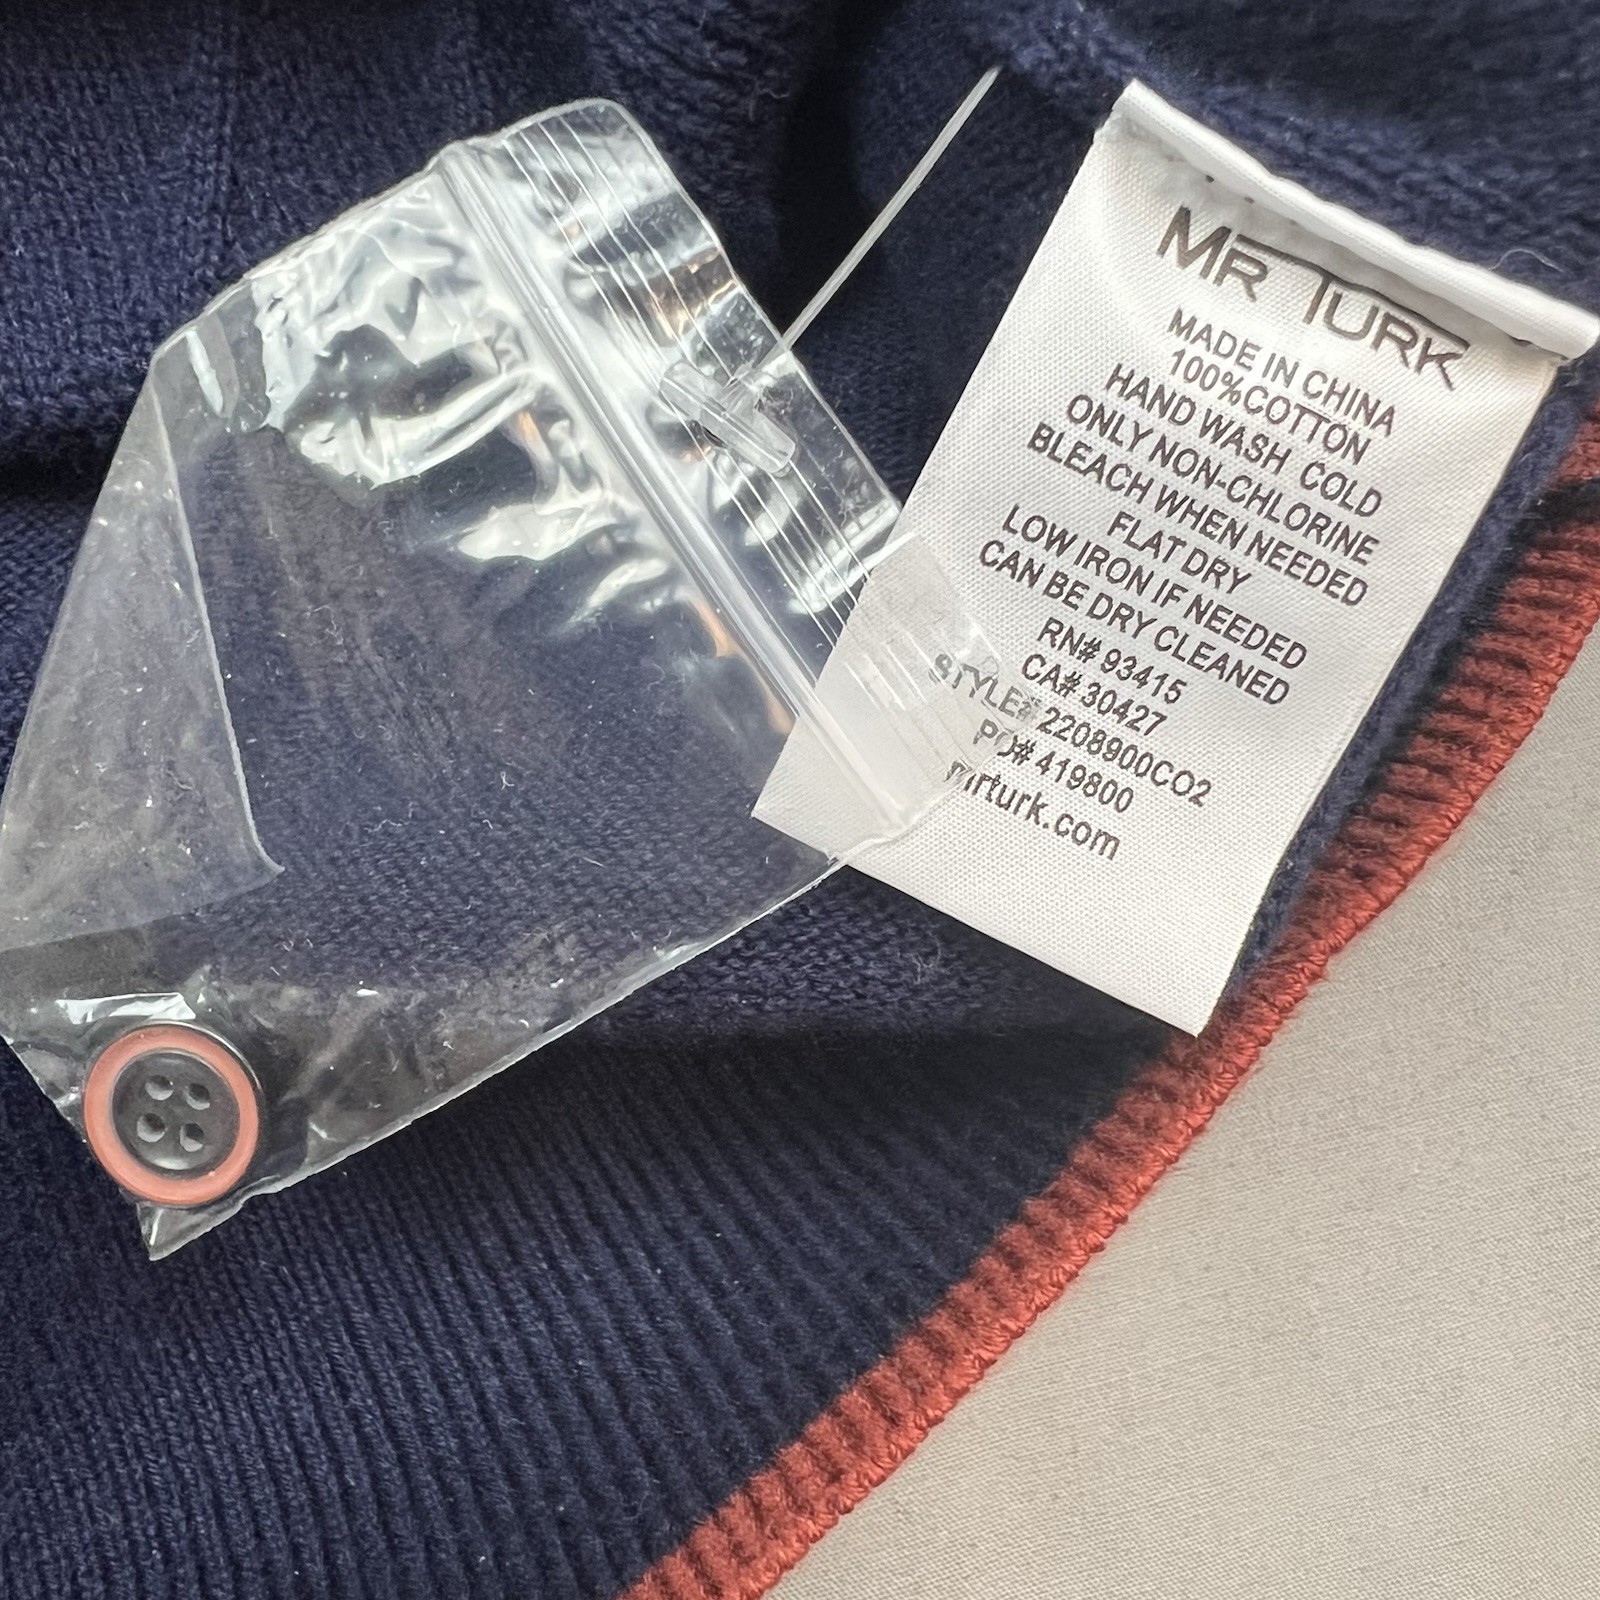 MR TURK
MADE IN CHINA
100%COTTON
HAND WASH COLD
ONLY NON-CHLORINE
BLEACH WHEN NEEDED
FLAT DRY
LOW IRON IF NEEDED
CAN BE DRY CLEANED
RN# 93415
CA# 30427
STYLE# 2208900CO2
PO# 419800
mrturk.com